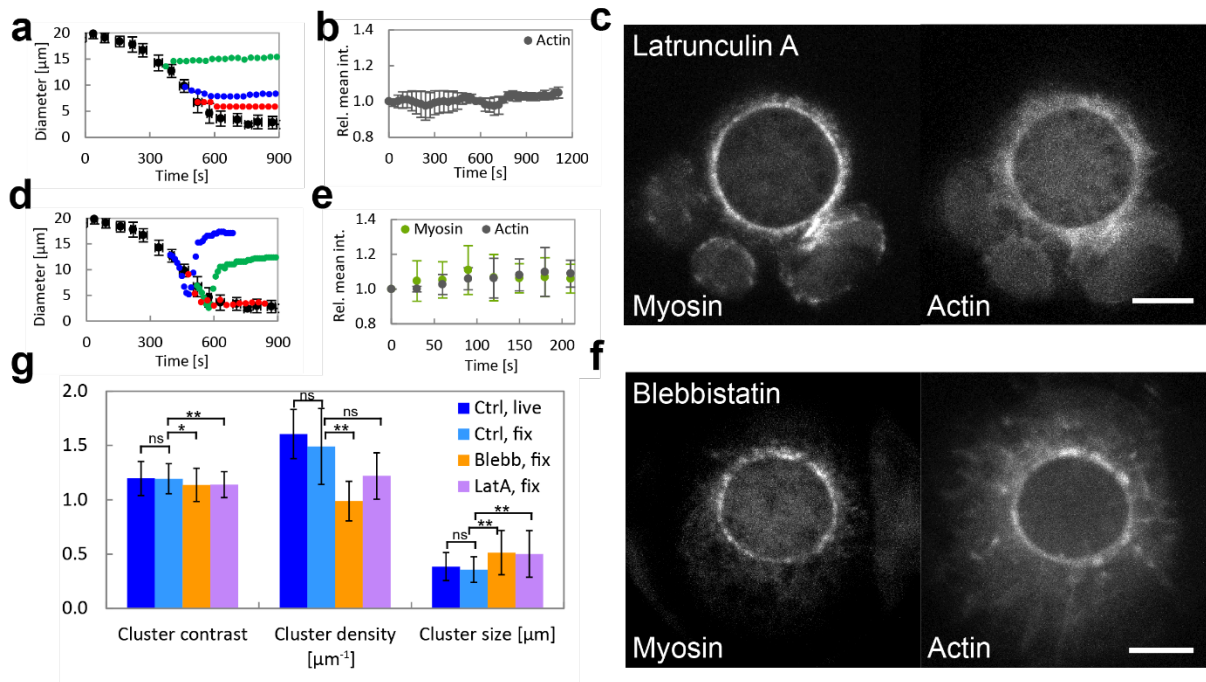 a
Diameter [µm]
20
15
10
5
0
0 300 600 900
Time [s]
b
Rel. mean int.
1.4
1.2
1.0
0.8
Actin
0 300 600 900 1200
Time [s]
c
Latrunculin A
Myosin
Actin
d
Diameter [µm]
20
15
10
5
0
0 300 600 900
Time [s]
e
Rel. mean int.
1.4
1.2
1.0
0.8
Myosin Actin
0 50 100 150 200
Time [s]
f
Blebbistatin
Myosin
Actin
g
2.0
1.5
1.0
0.5
0.0
ns * **
ns ** ns
ns ** **
Ctrl, live
Ctrl, fix
Blebb, fix
LatA, fix
Cluster contrast
Cluster density
[µm⁻¹]
Cluster size [µm]